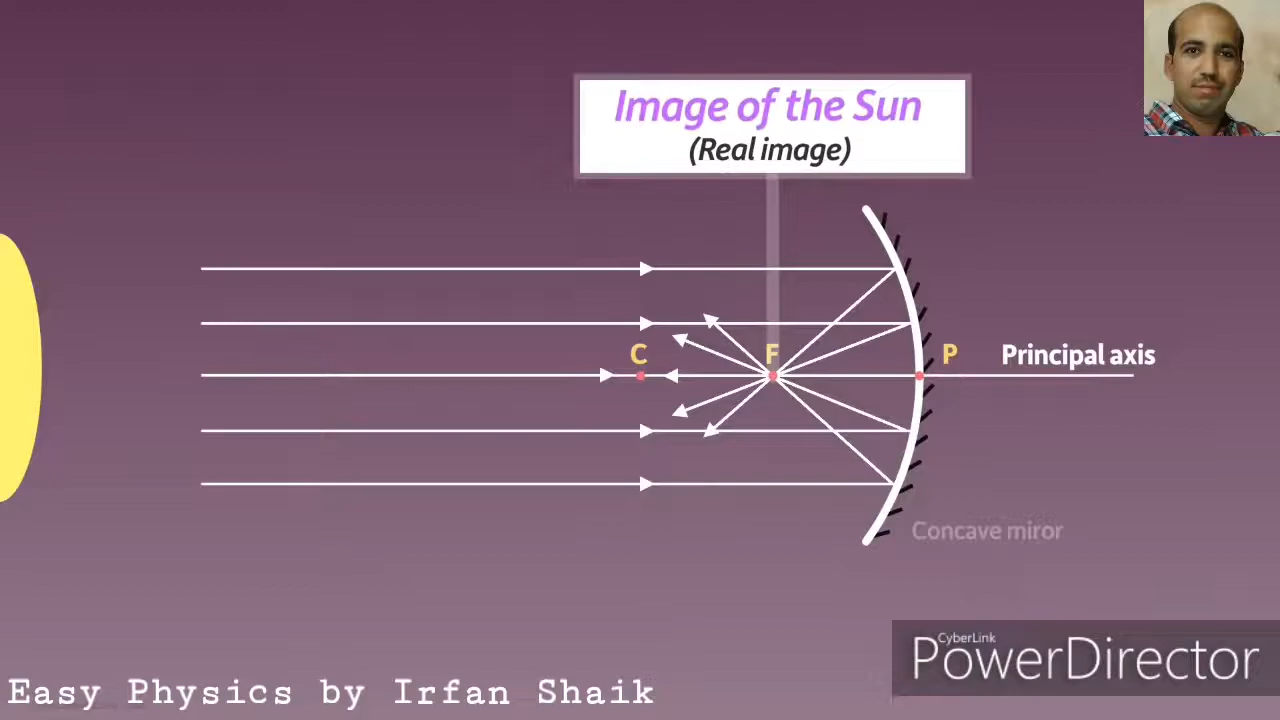 Image of the Sun
(Real image)
C
F
P
Principal axis
Concave miror
CyberLink
PowerDirector
Easy Physics by Irfan Shaik